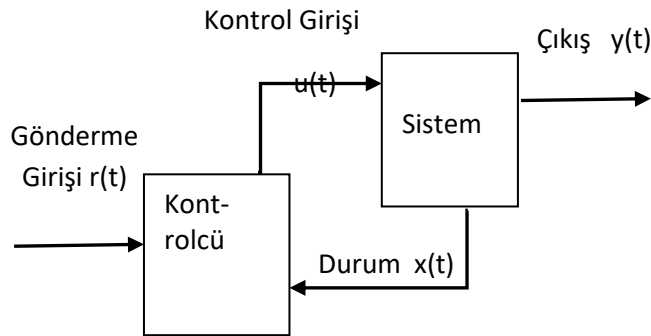 Kontrol Girişi
Çıkış y(t)
u(t)
Sistem
Gönderme
Girişi r(t)
Kont-
rolcü
Durum x(t)